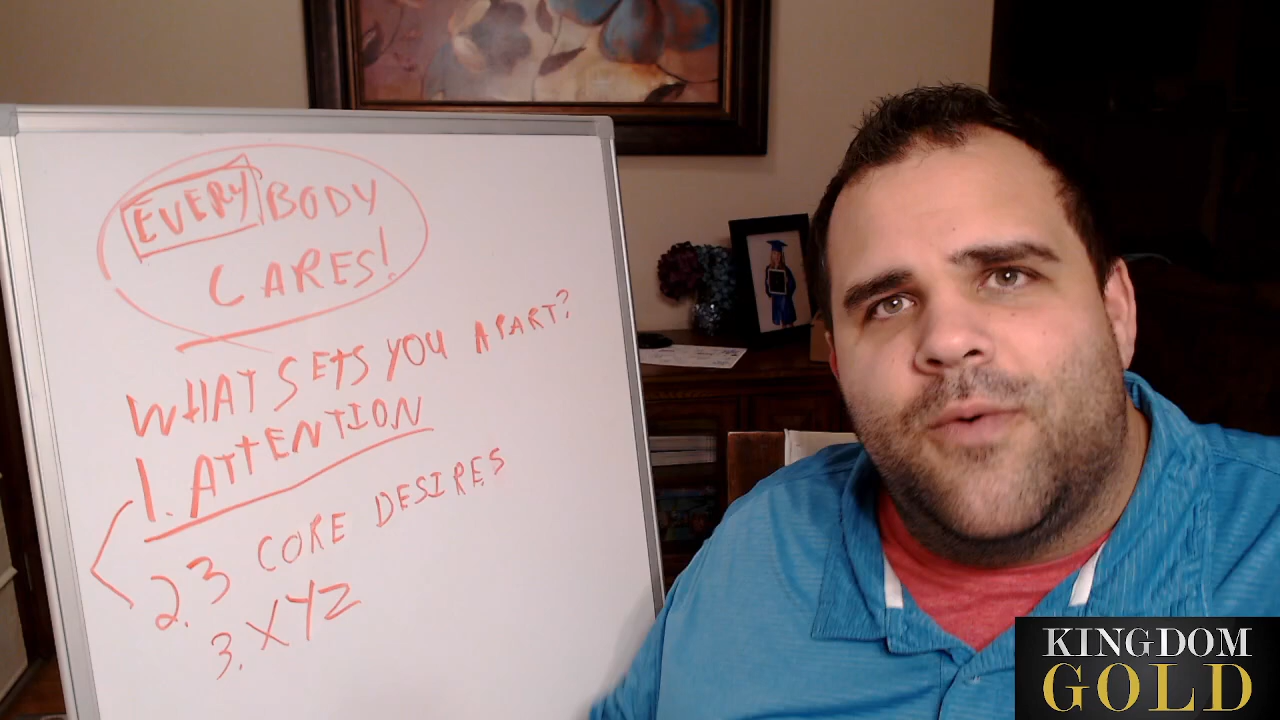 EVERYBODY
CARES!
WHAT SETS YOU APART?
1. ATTENTION
2. 3 CORE DESIRES
3. XYZ
KINGDOM
GOLD